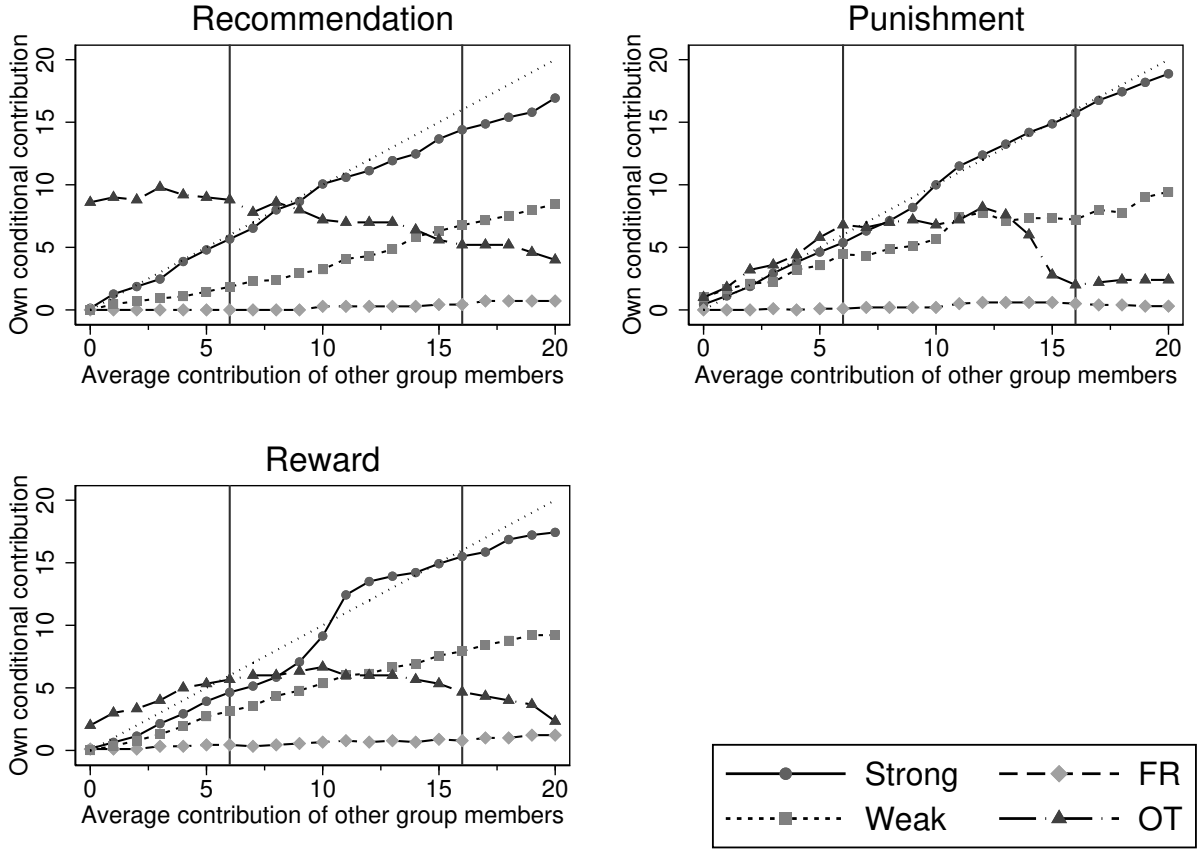 Recommendation
Own conditional contribution
0 5 10 15 20
0 5 10 15 20
Average contribution of other group members
Punishment
Own conditional contribution
0 5 10 15 20
0 5 10 15 20
Average contribution of other group members
Reward
Own conditional contribution
0 5 10 15 20
0 5 10 15 20
Average contribution of other group members
Strong FR
Weak OT